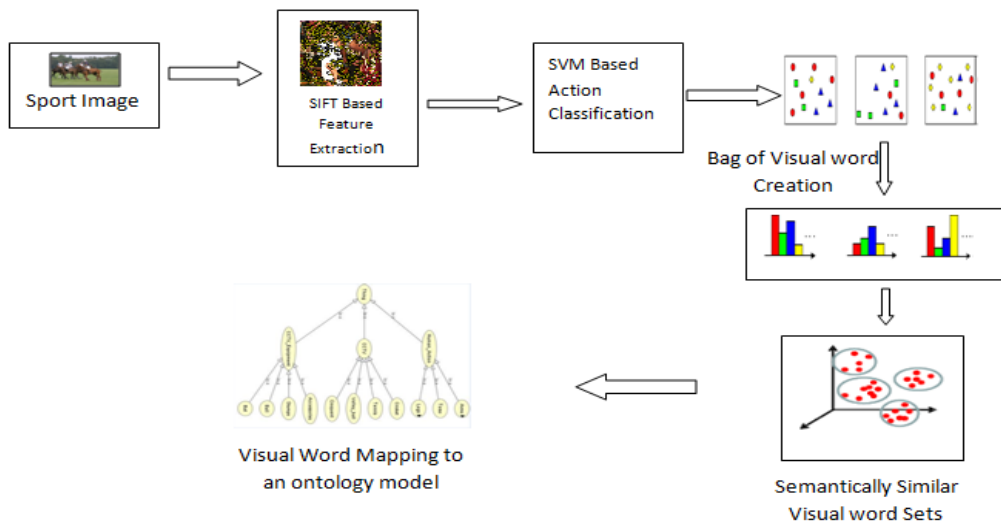 Sport Image
SIFT Based
Feature
Extraction
SVM Based
Action
Classification
Bag of Visual word
Creation
...
...
...
Semantically Similar
Visual word Sets
Visual Word Mapping to
an ontology model
Thing